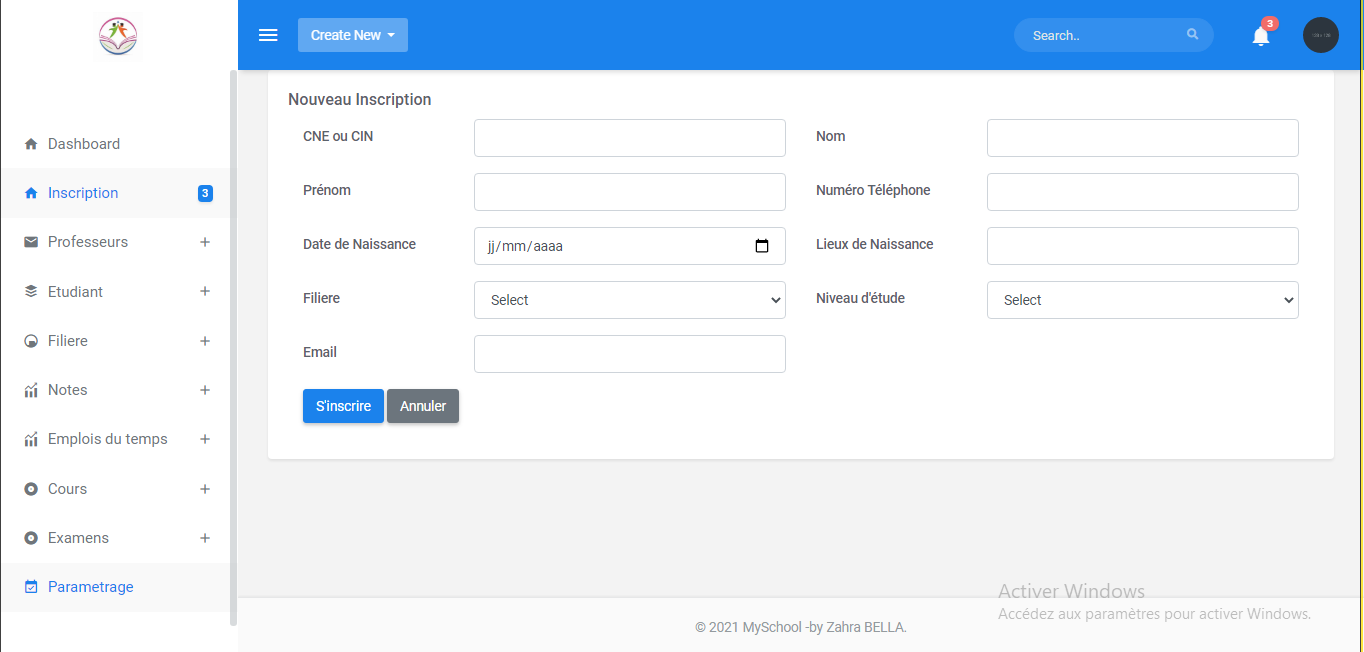 Create New
Search..
3
Dashboard
Inscription 3
Professeurs
Etudiant
Filiere
Notes
Emplois du temps
Cours
Examens
Parametrage
Nouveau Inscription
CNE ou CIN
Nom
Prénom
Numéro Téléphone
Date de Naissance jj/mm/aaaa
Lieux de Naissance
Filiere Select
Niveau d'étude Select
Email
S'inscrire Annuler
Activer Windows
Accédez aux paramètres pour activer Windows.
© 2021 MySchool -by Zahra BELLA.